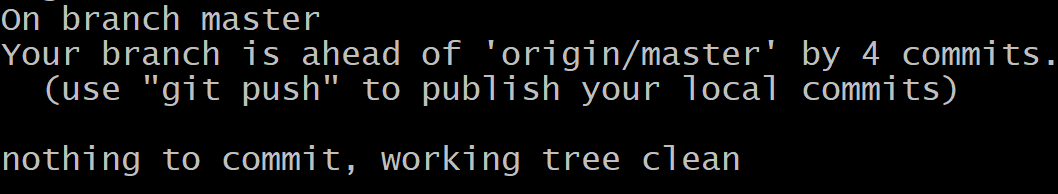 On branch master
Your branch is ahead of 'origin/master' by 4 commits.
  (use "git push" to publish your local commits)

nothing to commit, working tree clean